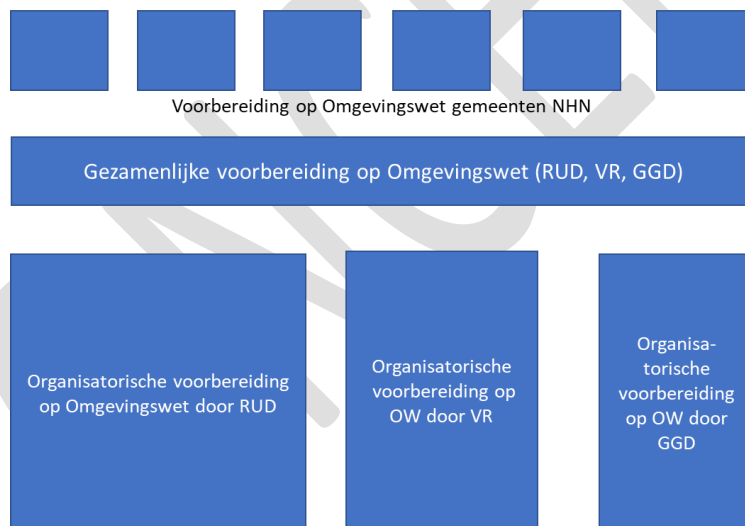 Voorbereiding op Omgevingswet gemeenten NHN
Gezamenlijke voorbereiding op Omgevingswet (RUD, VR, GGD)
Organisatorische voorbereiding
op Omgevingswet door RUD
Organisatorische
voorbereiding op
OW door VR
Organisa-
torische
voorbereiding
op OW door
GGD